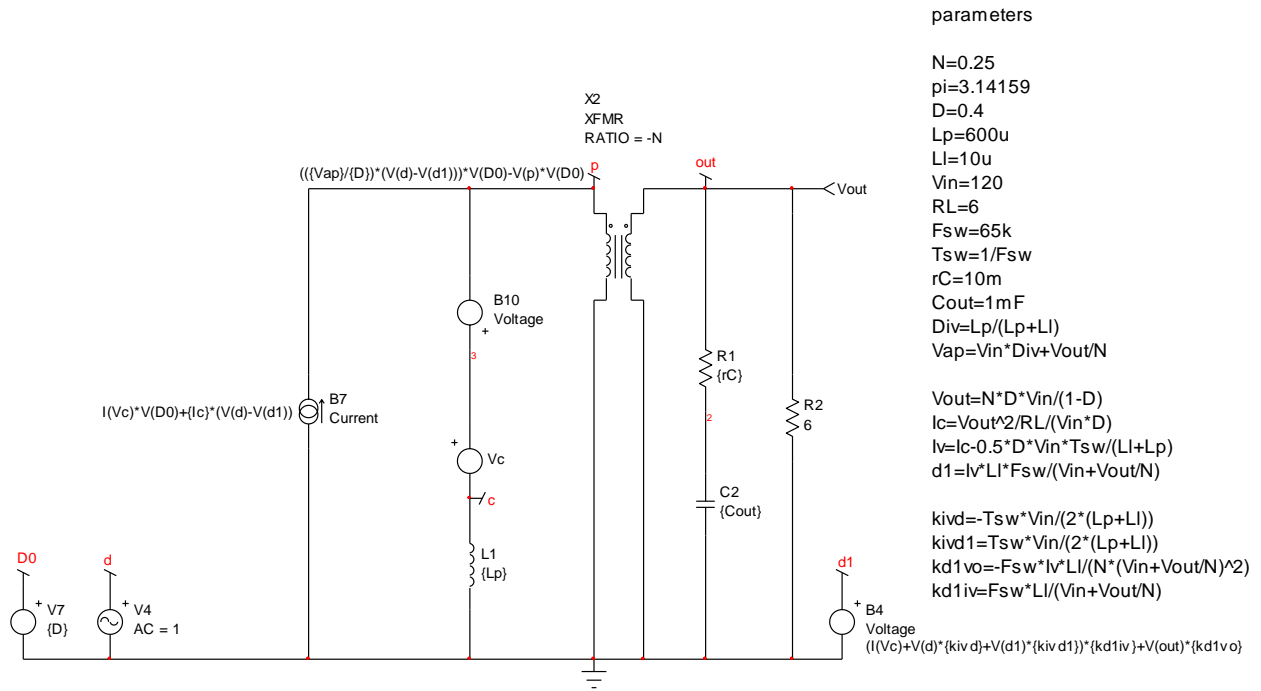 parameters
N=0.25
pi=3.14159
D=0.4
Lp=600u
Ll=10u
Vin=120
RL=6
Fsw=65k
Tsw=1/Fsw
rC=10m
Cout=1mF
Div=Lp/(Lp+Ll)
Vap=Vin*Div+Vout/N
Vout=N*D*Vin/(1-D)
Ic=Vout^2/RL/(Vin*D)
Iv=Ic-0.5*D*Vin*Tsw/(Ll+Lp)
d1=Iv*Ll*Fsw/(Vin+Vout/N)
kivd=-Tsw*Vin/(2*(Lp+Ll))
kivd1=Tsw*Vin/(2*(Lp+Ll))
kd1vo=-Fsw*Iv*Ll/(N*(Vin+Vout/N)^2)
kd1iv=Fsw*Ll/(Vin+Vout/N)
X2
XFMR
RATIO = -N
(({Vap}/{D})*(V(d)-V(d1)))*V(D0)-V(p)*V(D0)
p
out
Vout
B10
Voltage
+
3
I(Vc)*V(D0)+{Ic}*(V(d)-V(d1))
B7
Current
R1
{rC}
2
R2
6
+
Vc
c
C2
{Cout}
L1
{Lp}
D0
d
d1
+
V7
{D}
+
V4
AC = 1
+
B4
Voltage
(I(Vc)+V(d)*{kivd}+V(d1)*{kivd1})*{kd1iv}+V(out)*{kd1vo}